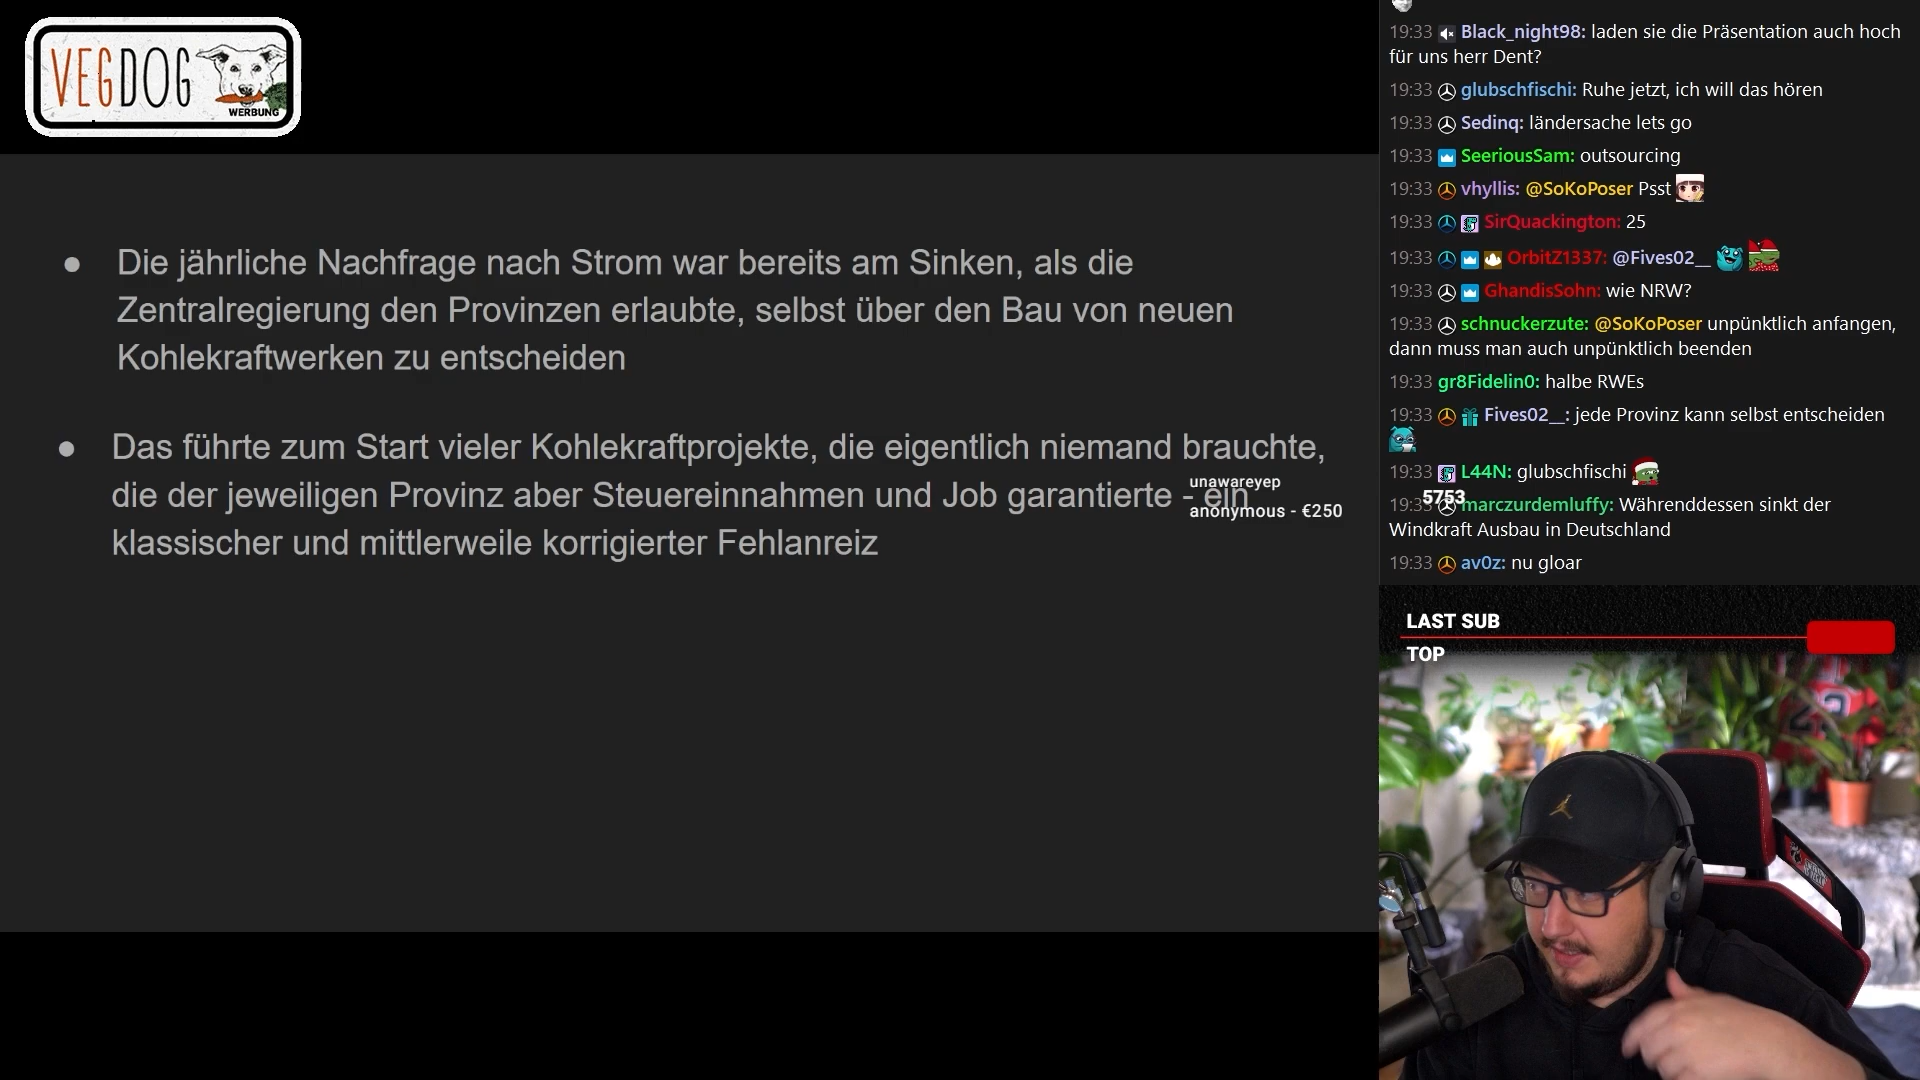 VEGDOG
WERBUNG
Die jährliche Nachfrage nach Strom war bereits am Sinken, als die
Zentralregierung den Provinzen erlaubte, selbst über den Bau von neuen
Kohlekraftwerken zu entscheiden
Das führte zum Start vieler Kohlekraftprojekte, die eigentlich niemand brauchte,
die der jeweiligen Provinz aber Steuereinnahmen und Job garantierte - ein
klassischer und mittlerweile korrigierter Fehlanreiz
unawareyep
anonymous - €250
19:33 Black_night98: laden sie die Präsentation auch hoch
für uns herr Dent?
19:33 glubschfischi: Ruhe jetzt, ich will das hören
19:33 Sedinq: ländersache lets go
19:33 SeeriousSam: outsourcing
19:33 vhyllis: @SoKoPoser Psst
19:33 SirQuackington: 25
19:33 OrbitZ1337: @Fives02__
19:33 GhandisSohn: wie NRW?
19:33 schnuckerzute: @SoKoPoser unpünktlich anfangen,
dann muss man auch unpünktlich beenden
19:33 gr8Fidelin0: halbe RWEs
19:33 Fives02__: jede Provinz kann selbst entscheiden
19:33 L44N: glubschfischi
5753
19:33 marczurdemluffy: Währenddessen sinkt der
Windkraft Ausbau in Deutschland
19:33 av0z: nu gloar
LAST SUB
TOP